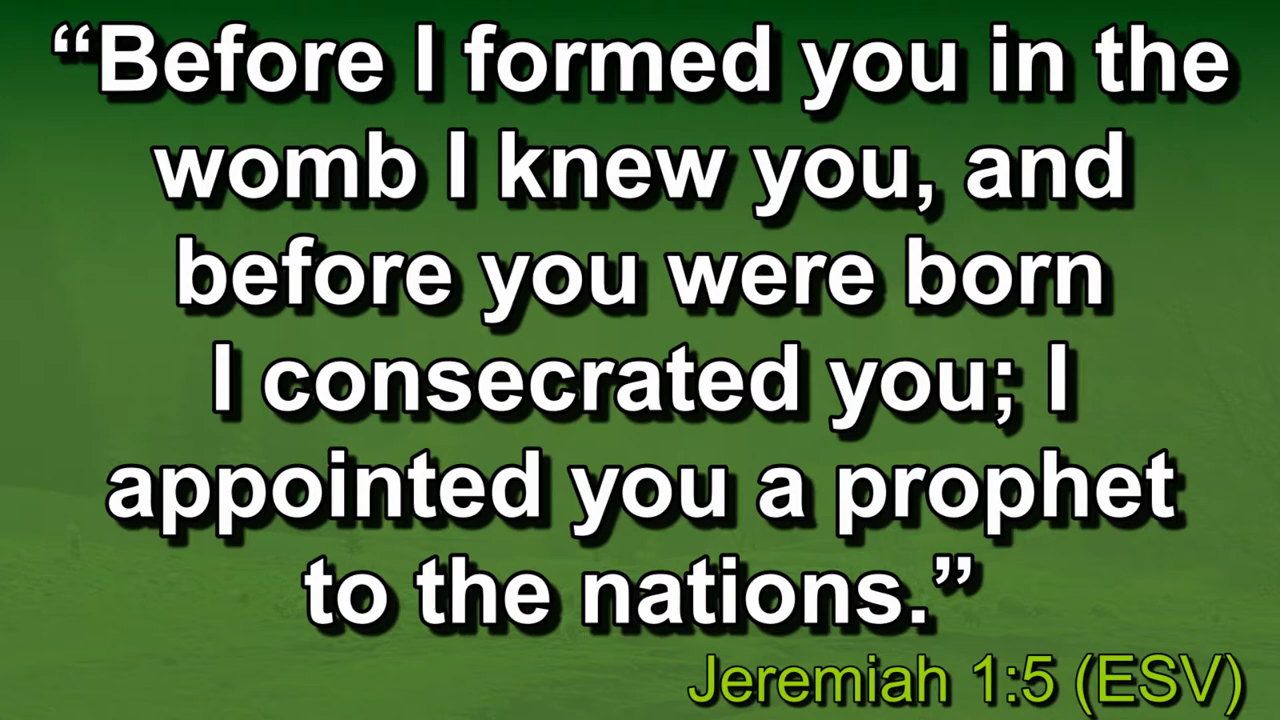 “Before I formed you in the
womb I knew you, and
before you were born
I consecrated you; I
appointed you a prophet
to the nations.”
Jeremiah 1:5 (ESV)